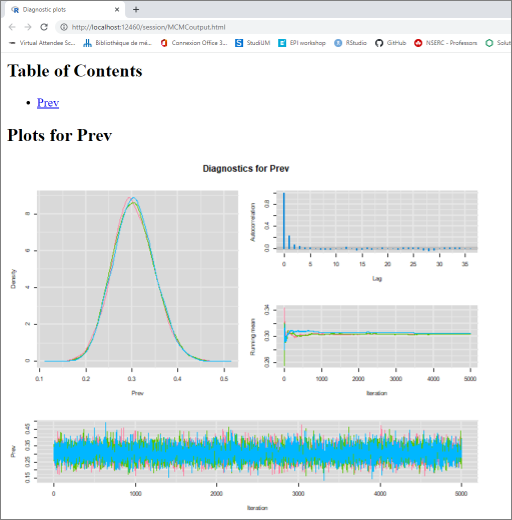 Diagnostic plots
http://localhost:12460/session/MCMCoutput.html
Virtual Attendee Sc... Bibliothèque de mé... Connexion Office 3... StudiUM EPI workshop RStudio GitHub NSERC - Professors Solut
Table of Contents
Prev
Plots for Prev
Diagnostics for Prev
Density
0 2 4 6 8
0.1 0.2 0.3 0.4 0.5
Prev
Autocorrelation
0.0 0.4 0.8
0 5 10 15 20 25 30 35
Lag
Running mean
0.26 0.30 0.34
0 1000 2000 3000 4000 5000
Iteration
Prev
0.15 0.25 0.35 0.45
0 1000 2000 3000 4000 5000
Iteration